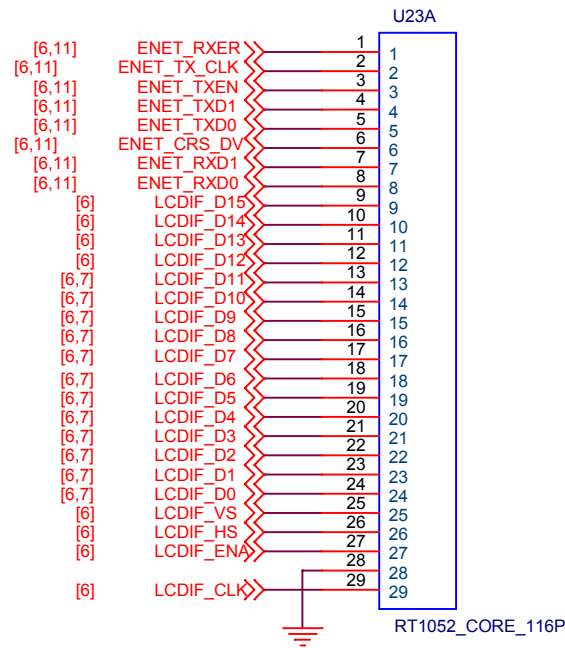 U23A
[6,11] ENET_RXER 1 1
[6,11] ENET_TX_CLK 2 2
[6,11] ENET_TXEN 3 3
[6,11] ENET_TXD1 4 4
[6,11] ENET_TXD0 5 5
[6,11] ENET_CRS_DV 6 6
[6,11] ENET_RXD1 7 7
[6,11] ENET_RXD0 8 8
[6] LCDIF_D15 9 9
[6] LCDIF_D14 10 10
[6] LCDIF_D13 11 11
[6] LCDIF_D12 12 12
[6,7] LCDIF_D11 13 13
[6,7] LCDIF_D10 14 14
[6,7] LCDIF_D9 15 15
[6,7] LCDIF_D8 16 16
[6,7] LCDIF_D7 17 17
[6,7] LCDIF_D6 18 18
[6,7] LCDIF_D5 19 19
[6,7] LCDIF_D4 20 20
[6,7] LCDIF_D3 21 21
[6,7] LCDIF_D2 22 22
[6,7] LCDIF_D1 23 23
[6,7] LCDIF_D0 24 24
[6] LCDIF_VS 25 25
[6] LCDIF_HS 26 26
[6] LCDIF_ENA 27 27
28 28
[6] LCDIF_CLK 29 29
RT1052_CORE_116P